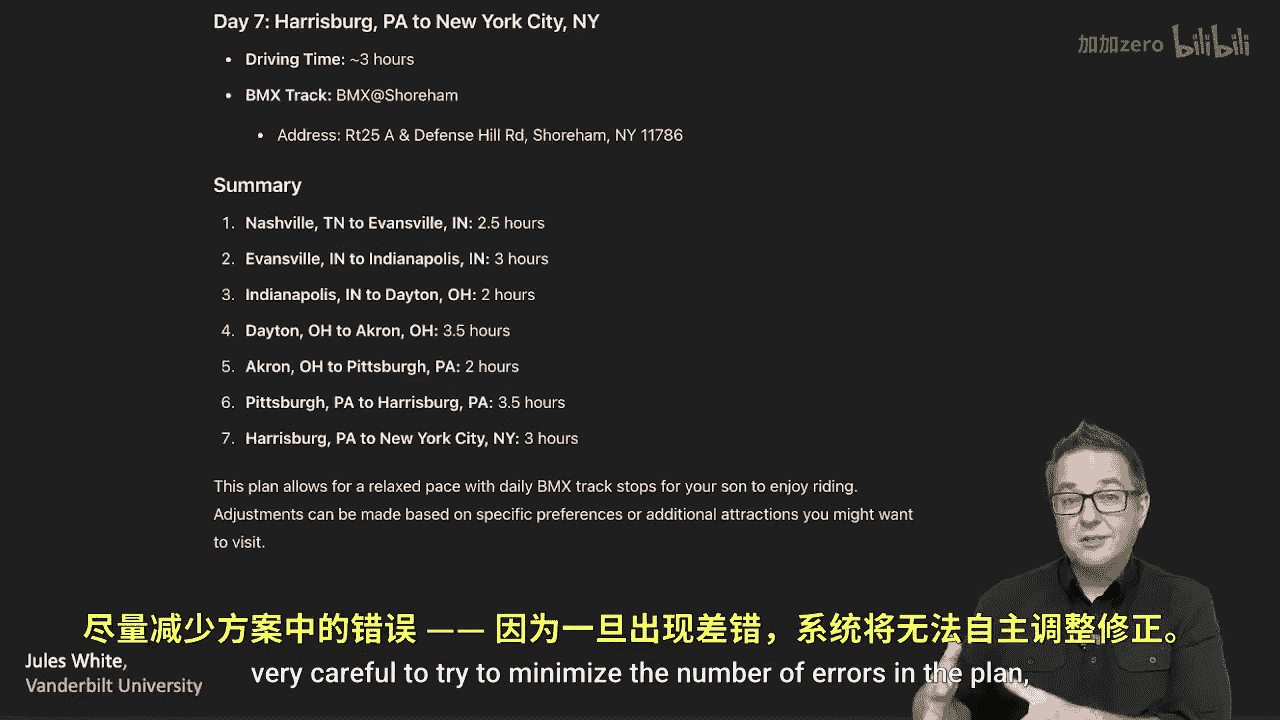 Day 7: Harrisburg, PA to New York City, NY
加加zero bilibili
• Driving Time: ~3 hours
• BMX Track: BMX@Shoreham
• Address: Rt25 A & Defense Hill Rd, Shoreham, NY 11786
Summary
1. Nashville, TN to Evansville, IN: 2.5 hours
2. Evansville, IN to Indianapolis, IN: 3 hours
3. Indianapolis, IN to Dayton, OH: 2 hours
4. Dayton, OH to Akron, OH: 3.5 hours
5. Akron, OH to Pittsburgh, PA: 2 hours
6. Pittsburgh, PA to Harrisburg, PA: 3.5 hours
7. Harrisburg, PA to New York City, NY: 3 hours
This plan allows for a relaxed pace with daily BMX track stops for your son to enjoy riding.
Adjustments can be made based on specific preferences or additional attractions you might want
to visit.
尽量减少方案中的错误 —— 因为一旦出现差错，系统将无法自主调整修正。
Jules White,
Vanderbilt University
very careful to try to minimize the number of errors in the plan,